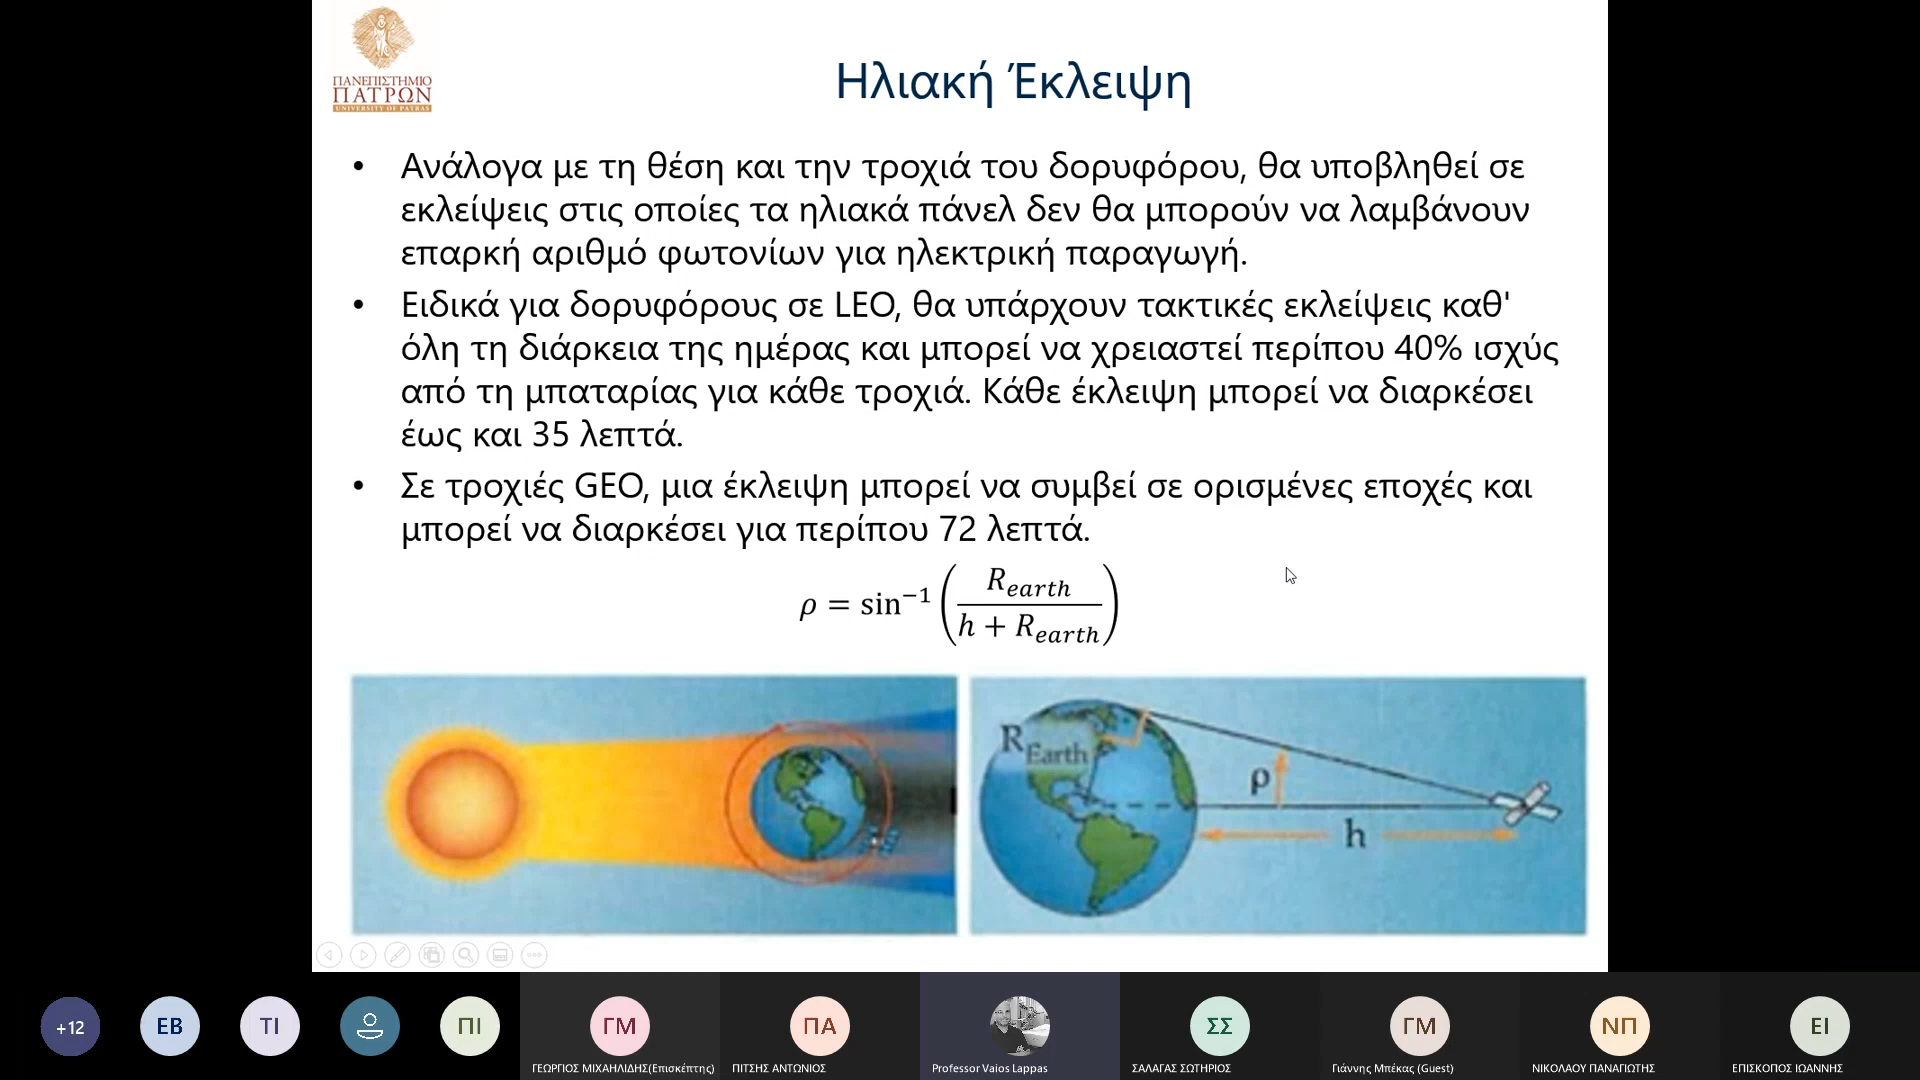 ΠΑΝΕΠΙΣΤΗΜΙΟ
ΠΑΤΡΩΝ
UNIVERSITY OF PATRAS
Ηλιακή Έκλειψη
• Ανάλογα με τη θέση και την τροχιά του δορυφόρου, θα υποβληθεί σε
εκλείψεις στις οποίες τα ηλιακά πάνελ δεν θα μπορούν να λαμβάνουν
επαρκή αριθμό φωτονίων για ηλεκτρική παραγωγή.
• Ειδικά για δορυφόρους σε LEO, θα υπάρχουν τακτικές εκλείψεις καθ'
όλη τη διάρκεια της ημέρας και μπορεί να χρειαστεί περίπου 40% ισχύς
από τη μπαταρίας για κάθε τροχιά. Κάθε έκλειψη μπορεί να διαρκέσει
έως και 35 λεπτά.
• Σε τροχιές GEO, μια έκλειψη μπορεί να συμβεί σε ορισμένες εποχές και
μπορεί να διαρκέσει για περίπου 72 λεπτά.
ρ = sin⁻¹ (R_earth / (h + R_earth))
R_Earth
ρ
h
+12
ΕΒ
ΤΙ
ΠΙ
ΓΜ
ΠΑ
ΣΣ
ΓΜ
ΝΠ
ΕΙ
ΓΕΩΡΓΙΟΣ ΜΙΧΑΗΛΙΔΗΣ(Επισκέπτης)
ΠΙΤΣΗΣ ΑΝΤΩΝΙΟΣ
Professor Vaios Lappas
ΣΑΛΑΓΑΣ ΣΩΤΗΡΙΟΣ
Γιάννης Μπέκας (Guest)
ΝΙΚΟΛΑΟΥ ΠΑΝΑΓΙΩΤΗΣ
ΕΠΙΣΚΟΠΟΣ ΙΩΑΝΝΗΣ